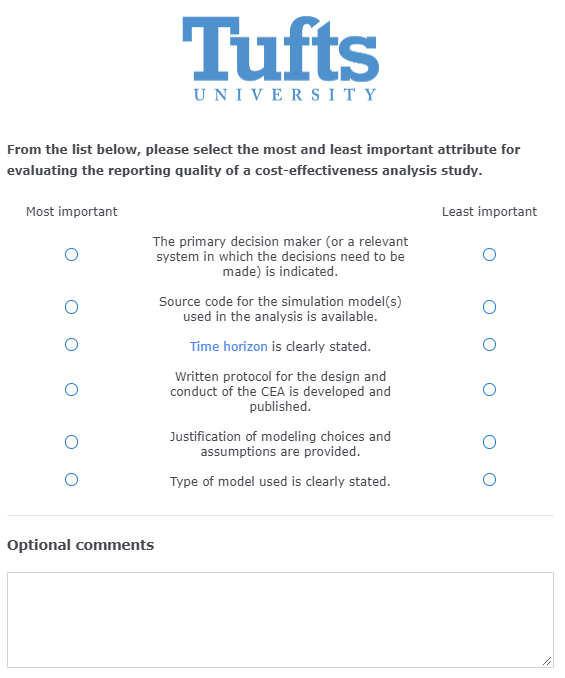 Tufts
UNIVERSITY
From the list below, please select the most and least important attribute for
evaluating the reporting quality of a cost-effectiveness analysis study.
Most important
Least important
The primary decision maker (or a relevant
system in which the decisions need to be
made) is indicated.
Source code for the simulation model(s)
used in the analysis is available.
Time horizon is clearly stated.
Written protocol for the design and
conduct of the CEA is developed and
published.
Justification of modeling choices and
assumptions are provided.
Type of model used is clearly stated.
Optional comments